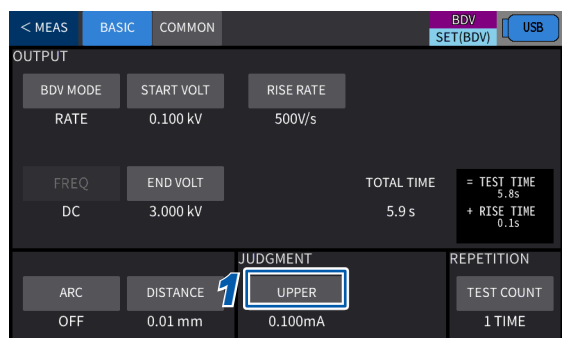 < MEAS BASIC COMMON BDV USB
SET(BDV)
OUTPUT
BDV MODE START VOLT RISE RATE
RATE 0.100 kV 500V/s
FREQ END VOLT TOTAL TIME = TEST TIME
5.8s
DC 3.000 kV 5.9 s + RISE TIME
0.1s
JUDGMENT REPETITION
1
ARC DISTANCE UPPER TEST COUNT
OFF 0.01 mm 0.100mA 1 TIME